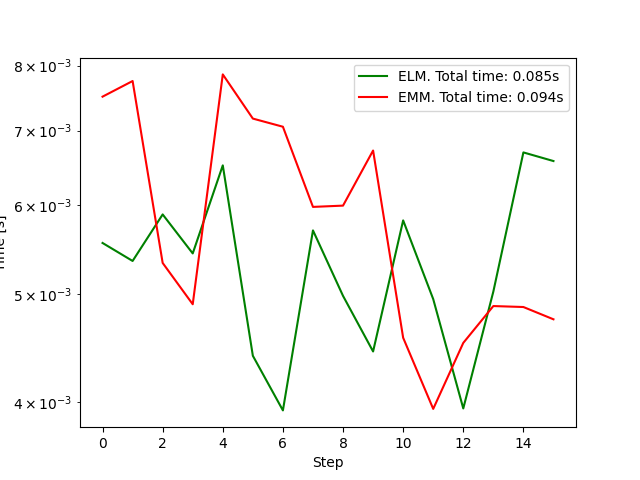 8 × 10⁻³
7 × 10⁻³
6 × 10⁻³
5 × 10⁻³
4 × 10⁻³
Time [s]
ELM. Total time: 0.085s
EMM. Total time: 0.094s
0 2 4 6 8 10 12 14
Step